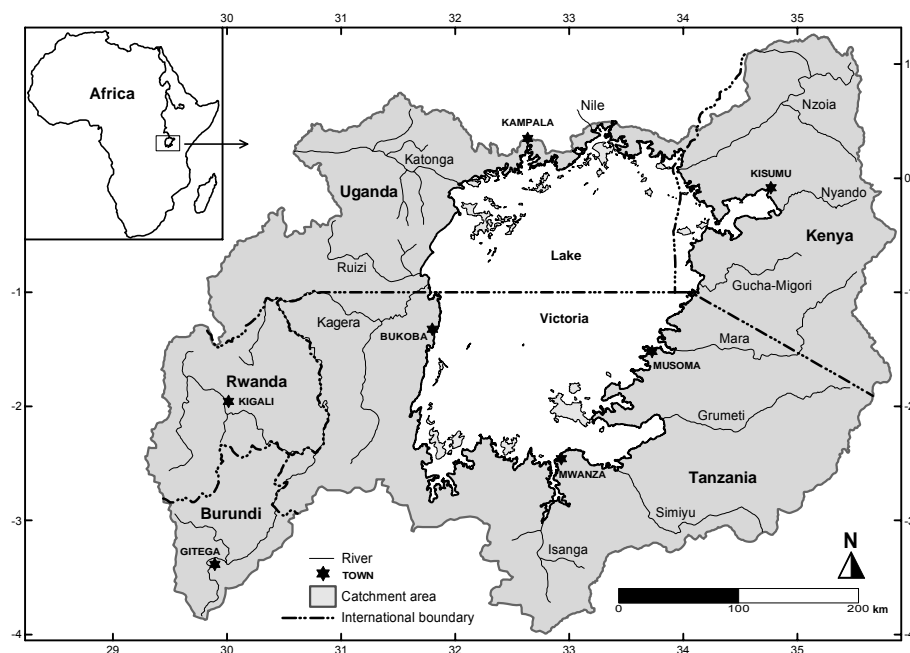 30 31 32 33 34 35
Africa
1
Nile
Nzoia
KAMPALA
Katonga
KISUMU
0
Uganda
Nyando
Kenya
Lake
Ruizi
Gucha-Migori
-1
Kagera
Victoria
BUKOBA
Mara
MUSOMA
Rwanda
KIGALI
-2
Grumeti
MWANZA
Tanzania
Burundi
Simiyu
-3
GITEGA
Isanga
N
River
TOWN
Catchment area
International boundary
0 100 200 km
-4
29 30 31 32 33 34 35